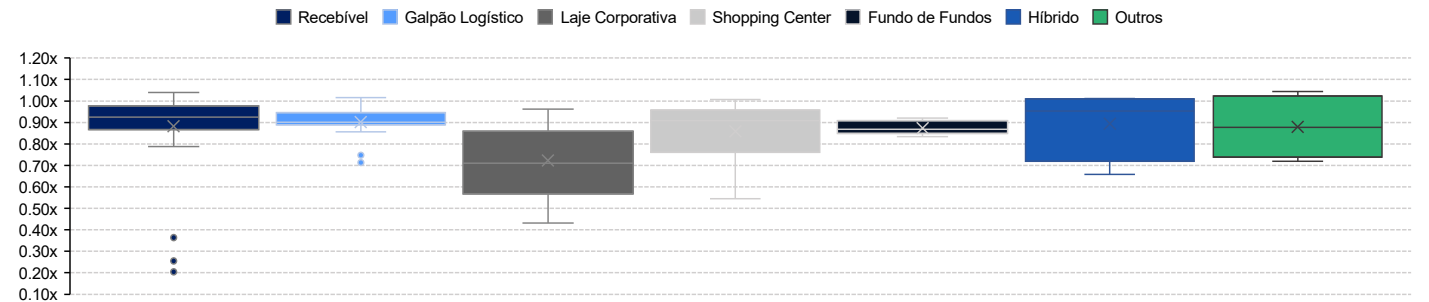 Recebível Galpão Logístico Laje Corporativa Shopping Center Fundo de Fundos Híbrido Outros
1.20x
1.10x
1.00x
0.90x
0.80x
0.70x
0.60x
0.50x
0.40x
0.30x
0.20x
0.10x